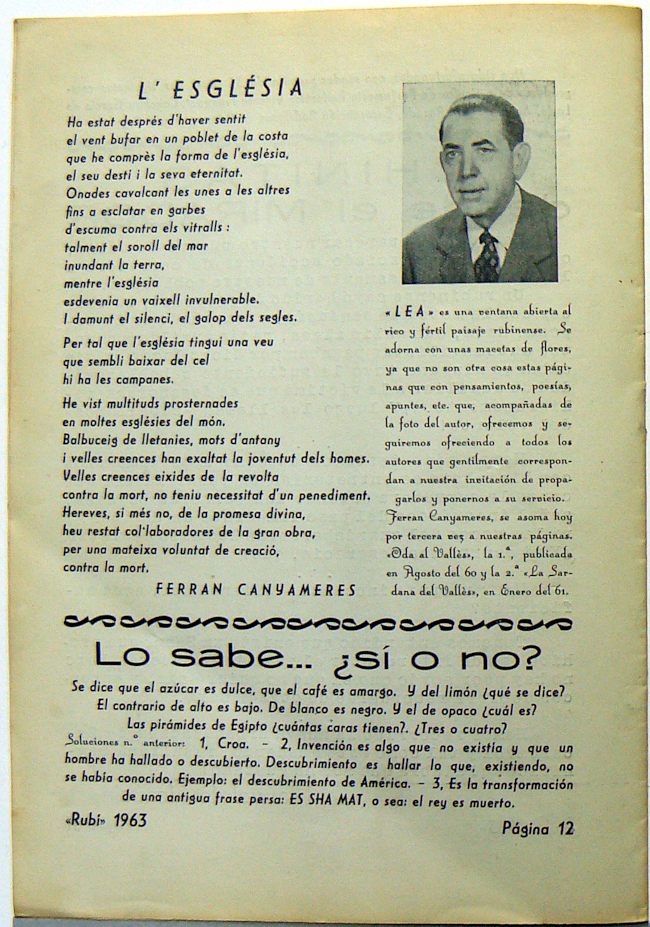 L' ESGLÉSIA
Ha estat després d'haver sentit
el vent bufar en un poblet de la costa
que he comprès la forma de l'església,
el seu destí i la seva eternitat.
Onades cavalcant les unes a les altres
fins a esclatar en garbes
d'escuma contra els vitralls :
talment el soroll del mar
inundant la terra,
mentre l'església
esdevenia un vaixell invulnerable.
I damunt el silenci, el galop dels segles.
Per tal que l'església tingui una veu
que sembli baixar del cel
hi ha les campanes.
He vist multituds prosternades
en moltes esglésies del món.
Balbuceig de lletanies, mots d'antany
i velles creences han exaltat la joventut dels homes.
Velles creences eixides de la revolta
contra la mort, no teniu necessitat d'un penediment.
Hereves, si més no, de la promesa divina,
heu restat col·laboradores de la gran obra,
per una mateixa voluntat de creació,
contra la mort.
FERRAN CANYAMERES
«LEA» es una ventana abierta al
rico y fértil paisaje rubinense. Se
adorna con unas macetas de flores,
ya que no son otra cosa estas pági-
nas que con pensamientos, poesías,
apuntes, etc. que, acompañadas de
la foto del autor, ofrecemos y se-
guiremos ofreciendo a todos los
autores que gentilmente correspon-
dan a nuestra invitación de propa-
garlos y ponernos a su servicio.
Ferran Canyameres, se asoma hoy
por tercera vez a nuestras páginas.
«Oda al Vallès», la 1.ª, publicada
en Agosto del 60 y la 2.ª «La Sar-
dana del Vallès», en Enero del 61.
Lo sabe... ¿sí o no?
Se dice que el azúcar es dulce, que el café es amargo. Y del limón ¿qué se dice?
El contrario de alto es bajo. De blanco es negro. Y el de opaco ¿cuál es?
Las pirámides de Egipto ¿cuántas caras tienen?. ¿Tres o cuatro?
Soluciones n.º anterior: 1, Croa. – 2, Invención es algo que no existía y que un
hombre ha hallado o descubierto. Descubrimiento es hallar lo que, existiendo, no
se había conocido. Ejemplo: el descubrimiento de América. – 3, Es la transformación
de una antigua frase persa: ES SHA MAT, o sea: el rey es muerto.
«Rubí» 1963
Página 12